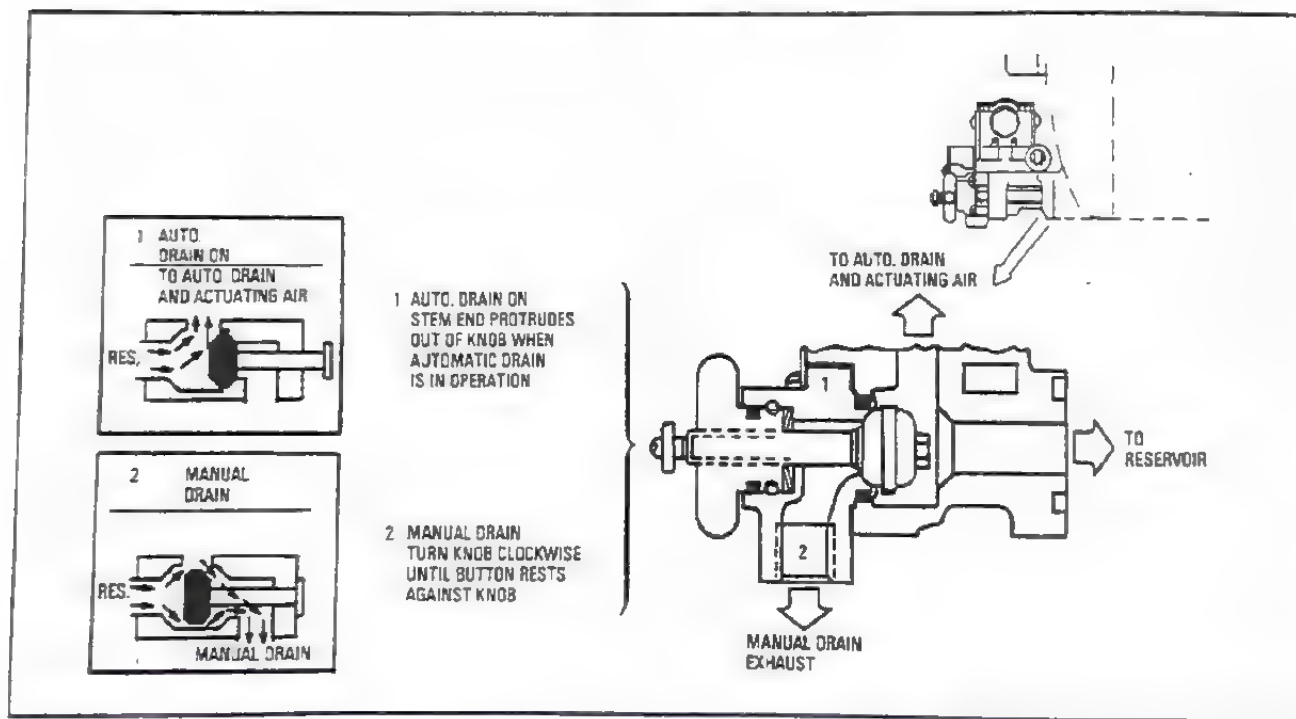 1 AUTO.
DRAIN ON
TO AUTO DRAIN
AND ACTUATING AIR
RES.
2 MANUAL
DRAIN
RES.
MANUAL DRAIN
1 AUTO. DRAIN ON
STEM END PROTRUDES
OUT OF KNOB WHEN
AUTOMATIC DRAIN
IS IN OPERATION
2 MANUAL DRAIN
TURN KNOB CLOCKWISE
UNTIL BUTTON RESTS
AGAINST KNOB
TO AUTO. DRAIN
AND ACTUATING AIR
1
TO
RESERVOIR
2
MANUAL DRAIN
EXHAUST